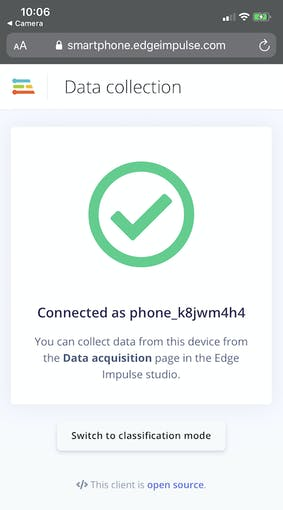 10:06
◀ Camera
AA smartphone.edgeimpulse.com
Data collection
Connected as phone_k8jwm4h4
You can collect data from this device from
the Data acquisition page in the Edge
Impulse studio.
Switch to classification mode
</> This client is open source.